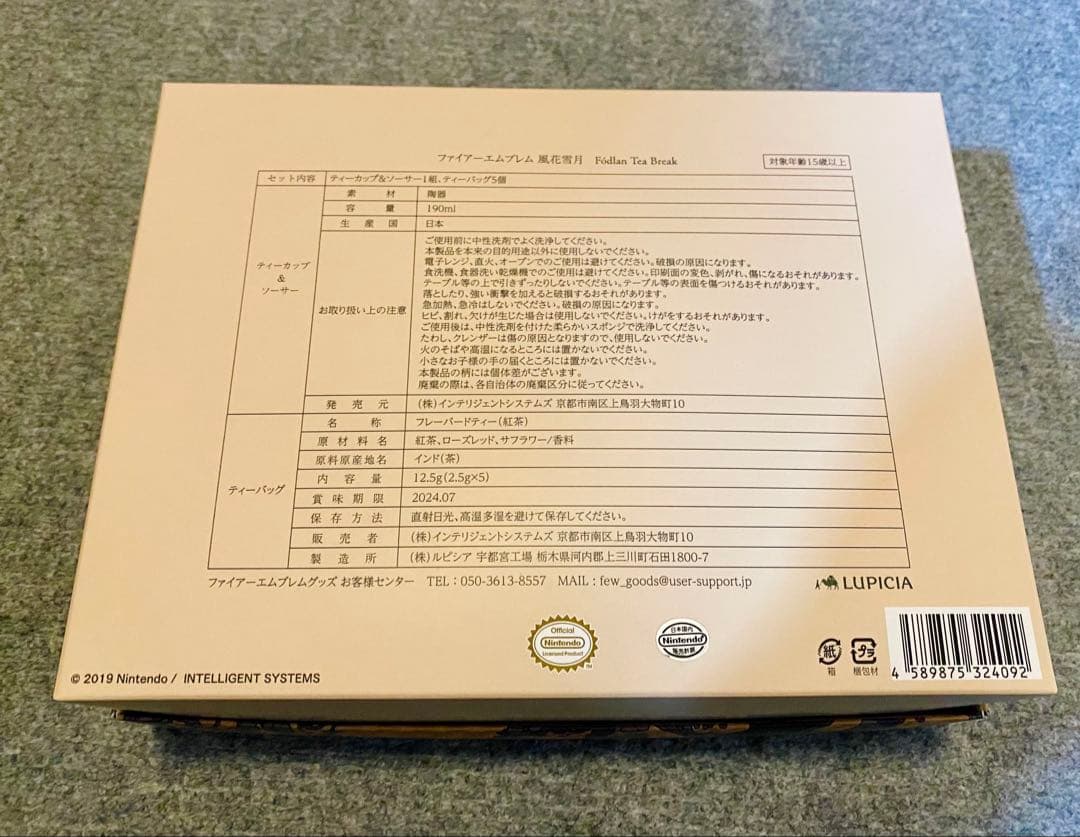 ファイアーエムブレム 風花雪月 Fódlan Tea Break
対象年齢15歳以上
セット内容 ティーカップ&ソーサー1組、ティーバッグ5個
ティーカップ
&
ソーサー
素材 陶器
容量 190ml
生産国 日本
お取り扱い上の注意
ご使用前に中性洗剤でよく洗浄してください。
本製品を本来の目的用途以外に使用しないでください。
電子レンジ、直火、オーブンでのご使用は避けてください。破損の原因になります。
食洗機、食器洗い乾燥機でのご使用は避けてください。印刷面の変色、剥がれ、傷になるおそれがあります。
テーブル等の上で引きずったりしないでください。テーブル等の表面を傷つけるおそれがあります。
落としたり、強い衝撃を加えると破損するおそれがあります。
急加熱、急冷はしないでください。破損の原因になります。
ヒビ、割れ、欠けが生じた場合は使用しないでください。けがをするおそれがあります。
ご使用後は、中性洗剤を付けた柔らかいスポンジで洗浄してください。
たわし、クレンザーは傷の原因となりますので、使用しないでください。
火のそばや高温になるところには置かないでください。
小さなお子様の手の届くところには置かないでください。
本製品の柄には個体差がございます。
廃棄の際は、各自治体の廃棄区分に従ってください。
発売元 (株)インテリジェントシステムズ 京都市南区上鳥羽大物町10
ティーバッグ
名称 フレーバードティー(紅茶)
原材料名 紅茶、ローズレッド、サフラワー/香料
原料原産地名 インド(茶)
内容量 12.5g(2.5g×5)
賞味期限 2024.07
保存方法 直射日光、高温多湿を避けて保存してください。
販売者 (株)インテリジェントシステムズ 京都市南区上鳥羽大物町10
製造所 (株)ルピシア 宇都宮工場 栃木県河内郡上三川町石田1800-7
ファイアーエムブレムグッズ お客様センター TEL:050-3613-8557 MAIL:few_goods@user-support.jp
LUPICIA
Official
Nintendo
Licensed Product
TM
日本国内
Nintendo
販売許諾
紙
箱
プラ
梱包材
4 589875 324092
© 2019 Nintendo / INTELLIGENT SYSTEMS